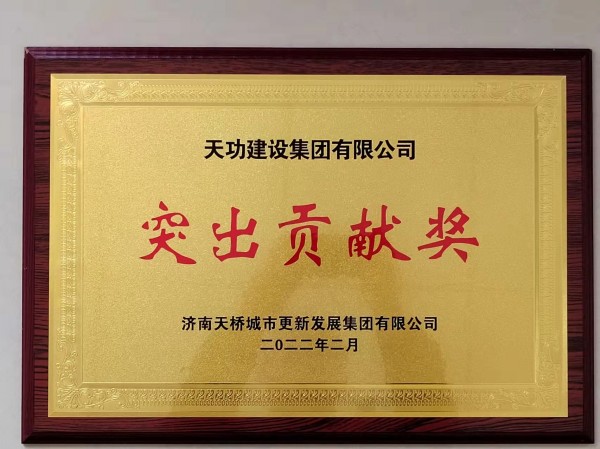 天功建设集团有限公司
突出贡献奖
济南天桥城市更新发展集团有限公司
二0二二年二月